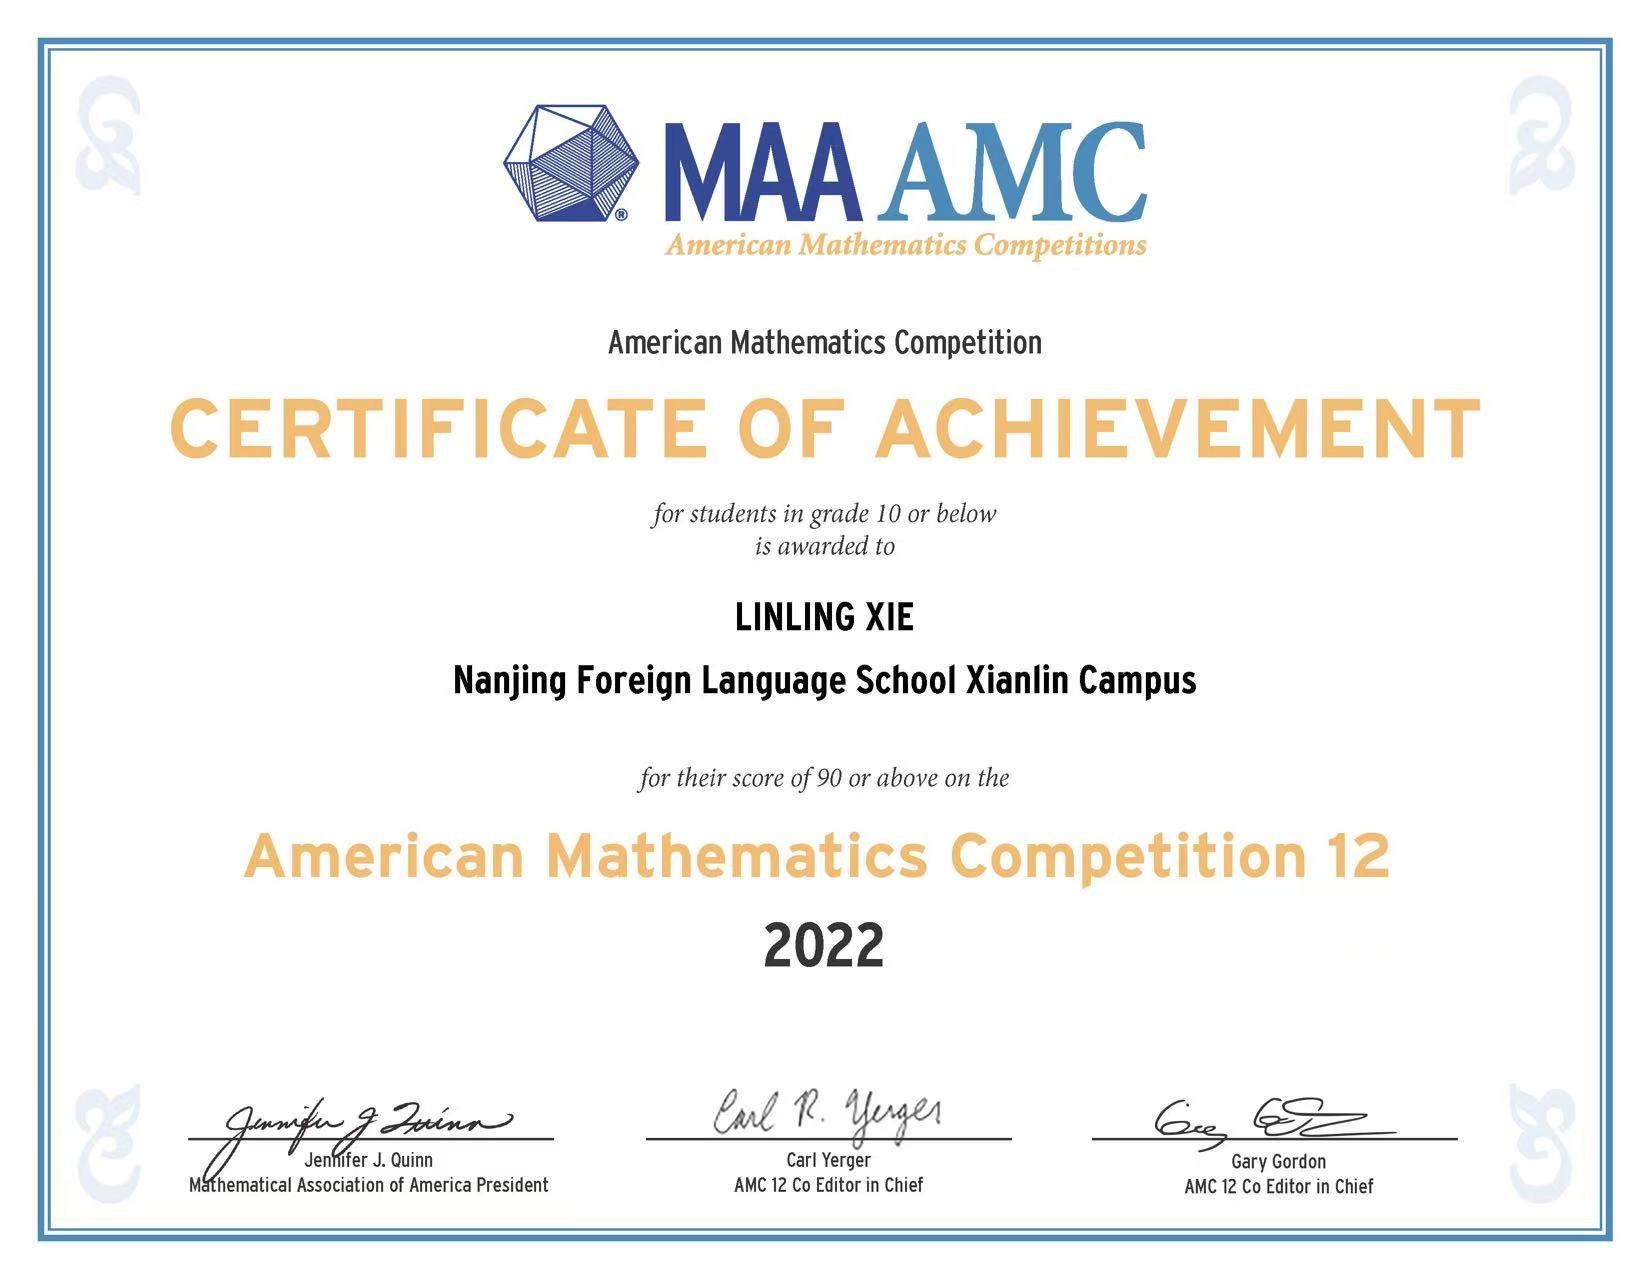 MAA AMC
American Mathematics Competitions
American Mathematics Competition
CERTIFICATE OF ACHIEVEMENT
for students in grade 10 or below
is awarded to
LINLING XIE
Nanjing Foreign Language School Xianlin Campus
for their score of 90 or above on the
American Mathematics Competition 12
2022
Jennifer J Quinn
Jennifer J. Quinn
Mathematical Association of America President
Carl R. Yerger
Carl Yerger
AMC 12 Co Editor in Chief
Gary Gordon
AMC 12 Co Editor in Chief